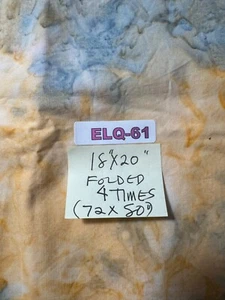 ELQ-61
18"X20"
FOLDED
4 TIMES
(72 X 80")